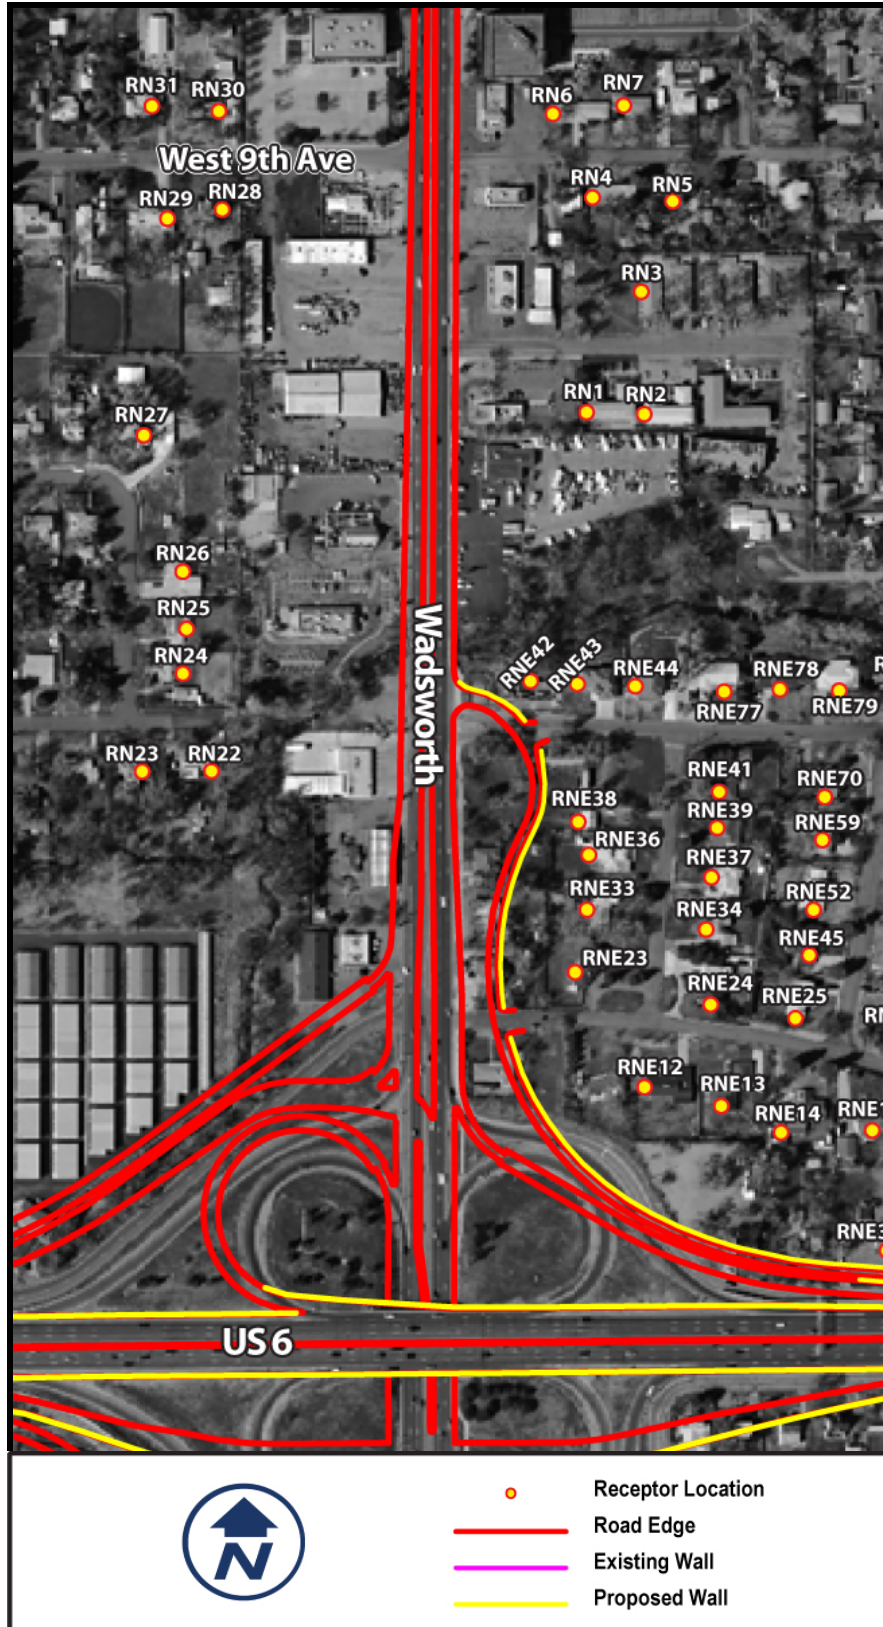 RN31
RN30
RN6
RN7
West 9th Ave
RN29
RN28
RN4
RN5
RN3
RN27
RN1
RN2
RN26
RN25
RN24
Wadsworth
RNE42
RNE43
RNE44
RNE77
RNE78
RNE79
RN23
RN22
RNE41
RNE70
RNE38
RNE39
RNE59
RNE36
RNE37
RNE33
RNE34
RNE52
RNE23
RNE45
RNE24
RNE25
RNE12
RNE13
RNE14
US 6
N
Receptor Location
Road Edge
Existing Wall
Proposed Wall